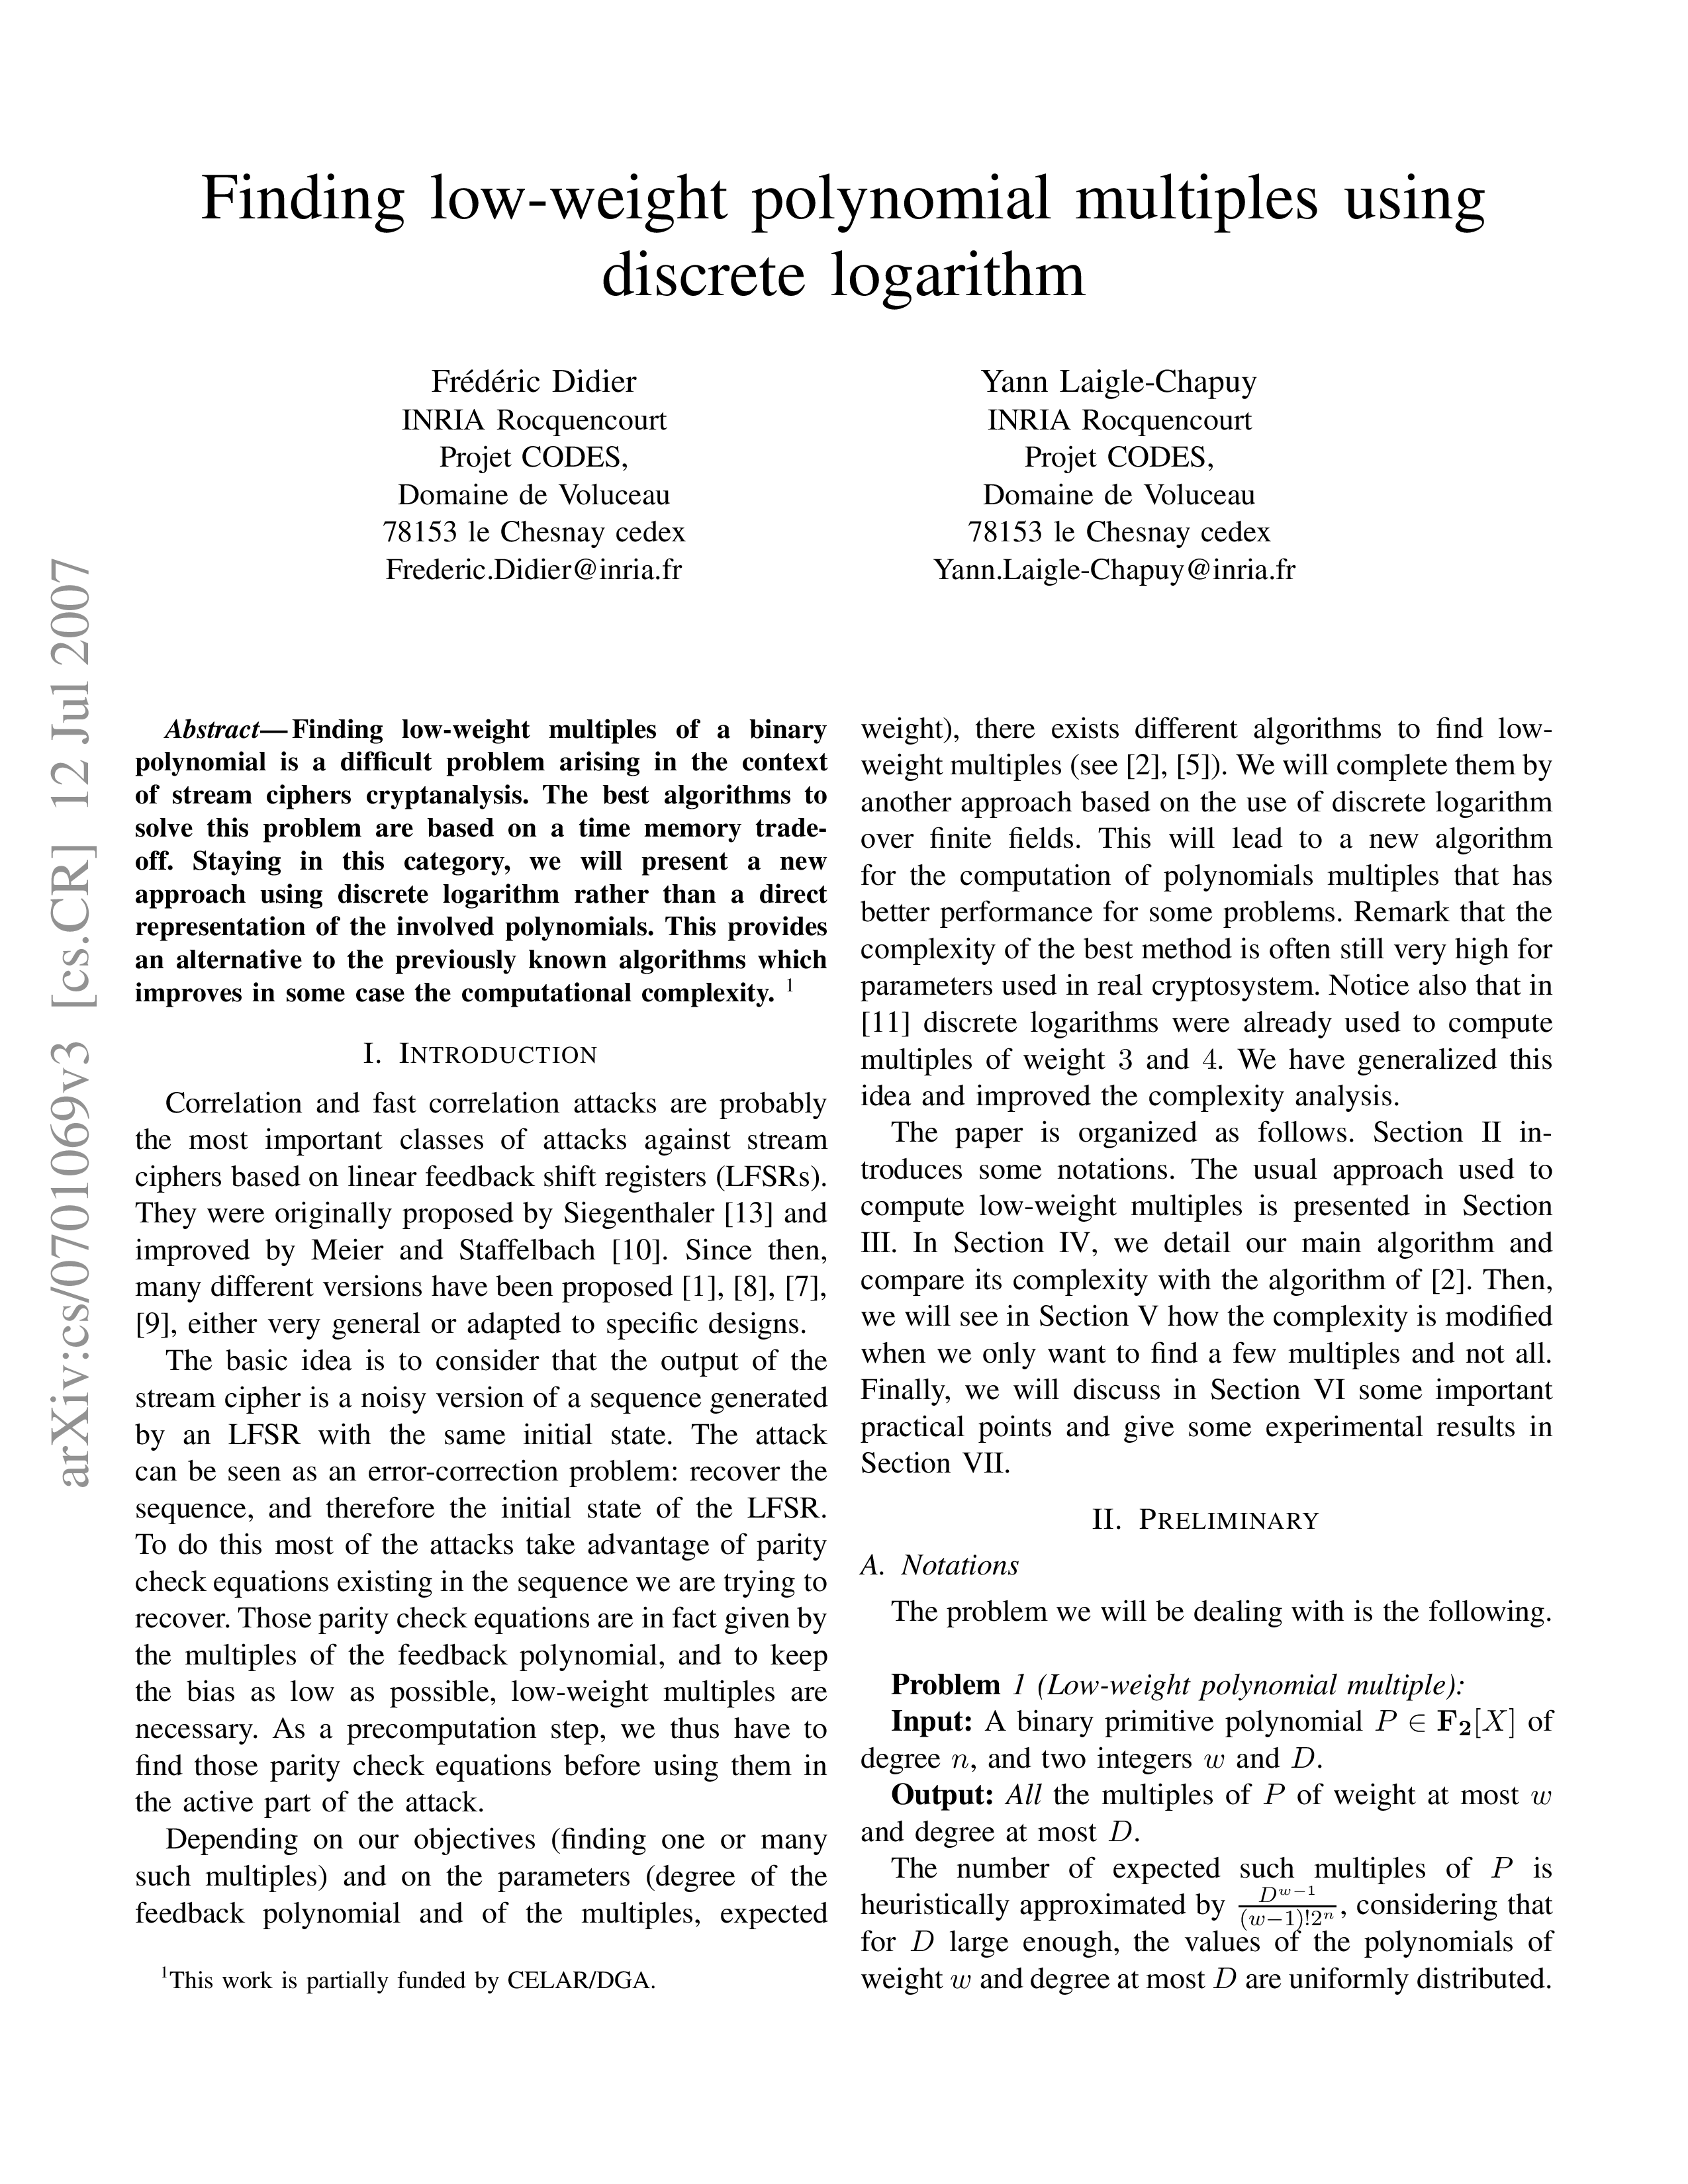 Finding low-weight polynomial multiples using
discrete logarithm
Frédéric Didier
INRIA Rocquencourt
Projet CODES,
Domaine de Voluceau
78153 le Chesnay cedex
Frederic.Didier@inria.fr
Yann Laigle-Chapuy
INRIA Rocquencourt
Projet CODES,
Domaine de Voluceau
78153 le Chesnay cedex
Yann.Laigle-Chapuy@inria.fr
arXiv:cs/0701069v3 [cs.CR] 12 Jul 2007
Abstract—Finding low-weight multiples of a binary
polynomial is a difficult problem arising in the context
of stream ciphers cryptanalysis. The best algorithms to
solve this problem are based on a time memory trade-
off. Staying in this category, we will present a new
approach using discrete logarithm rather than a direct
representation of the involved polynomials. This provides
an alternative to the previously known algorithms which
improves in some case the computational complexity. 1
I. INTRODUCTION
Correlation and fast correlation attacks are probably
the most important classes of attacks against stream
ciphers based on linear feedback shift registers (LFSRs).
They were originally proposed by Siegenthaler [13] and
improved by Meier and Staffelbach [10]. Since then,
many different versions have been proposed [1], [8], [7],
[9], either very general or adapted to specific designs.
The basic idea is to consider that the output of the
stream cipher is a noisy version of a sequence generated
by an LFSR with the same initial state. The attack
can be seen as an error-correction problem: recover the
sequence, and therefore the initial state of the LFSR.
To do this most of the attacks take advantage of parity
check equations existing in the sequence we are trying to
recover. Those parity check equations are in fact given by
the multiples of the feedback polynomial, and to keep
the bias as low as possible, low-weight multiples are
necessary. As a precomputation step, we thus have to
find those parity check equations before using them in
the active part of the attack.
Depending on our objectives (finding one or many
such multiples) and on the parameters (degree of the
feedback polynomial and of the multiples, expected
1This work is partially funded by CELAR/DGA.
weight), there exists different algorithms to find low-
weight multiples (see [2], [5]). We will complete them by
another approach based on the use of discrete logarithm
over finite fields. This will lead to a new algorithm
for the computation of polynomials multiples that has
better performance for some problems. Remark that the
complexity of the best method is often still very high for
parameters used in real cryptosystem. Notice also that in
[11] discrete logarithms were already used to compute
multiples of weight 3 and 4. We have generalized this
idea and improved the complexity analysis.
The paper is organized as follows. Section II in-
troduces some notations. The usual approach used to
compute low-weight multiples is presented in Section
III. In Section IV, we detail our main algorithm and
compare its complexity with the algorithm of [2]. Then,
we will see in Section V how the complexity is modified
when we only want to find a few multiples and not all.
Finally, we will discuss in Section VI some important
practical points and give some experimental results in
Section VII.
II. PRELIMINARY
A. Notations
The problem we will be dealing with is the following.
Problem 1 (Low-weight polynomial multiple):
Input: A binary primitive polynomial P ∈ F2[X] of
degree n, and two integers w and D.
Output: All the multiples of P of weight at most w
and degree at most D.
The number of expected such multiples of P is
heuristically approximated by D^{w−1}/((w−1)!2^n), considering that
for D large enough, the values of the polynomials of
weight w and degree at most D are uniformly distributed.